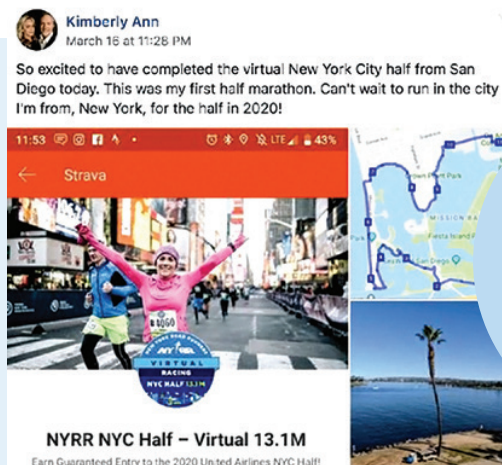 Kimberly Ann
March 16 at 11:28 PM
So excited to have completed the virtual New York City half from San
Diego today. This was my first half marathon. Can't wait to run in the city
I'm from, New York, for the half in 2020!
11:53
LTE 43%
Strava
VIRTUAL
RACING
NYC HALF 13.1M
MISSION BA
Fiesta Island
San Diego
NYRR NYC Half – Virtual 13.1M
Earn Guaranteed Entry to the 2020 United Airlines NYC Half!